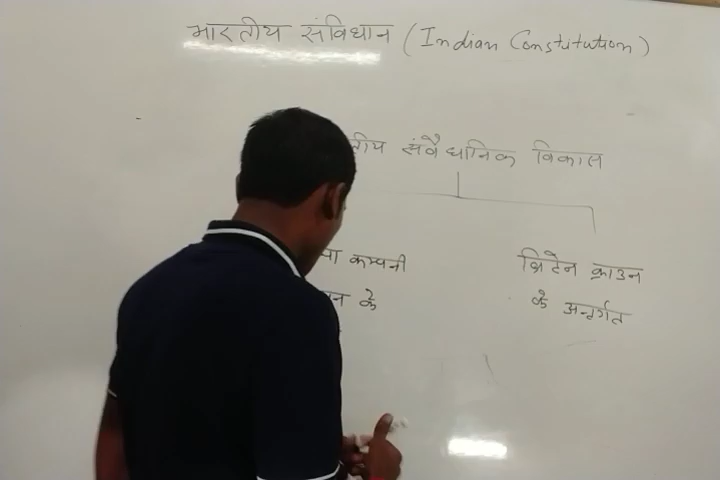 भारतीय संविधान (Indian Constitution)
संवैधानिक विकास
कम्पनी
के
ब्रिटेन क्राउन
के अन्तर्गत